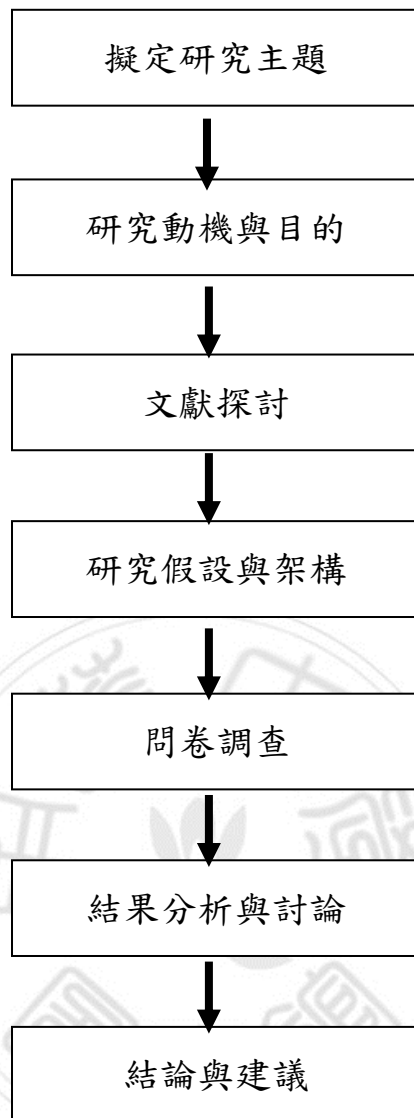 擬定研究主題
研究動機與目的
文獻探討
研究假設與架構
問卷調查
結果分析與討論
結論與建議